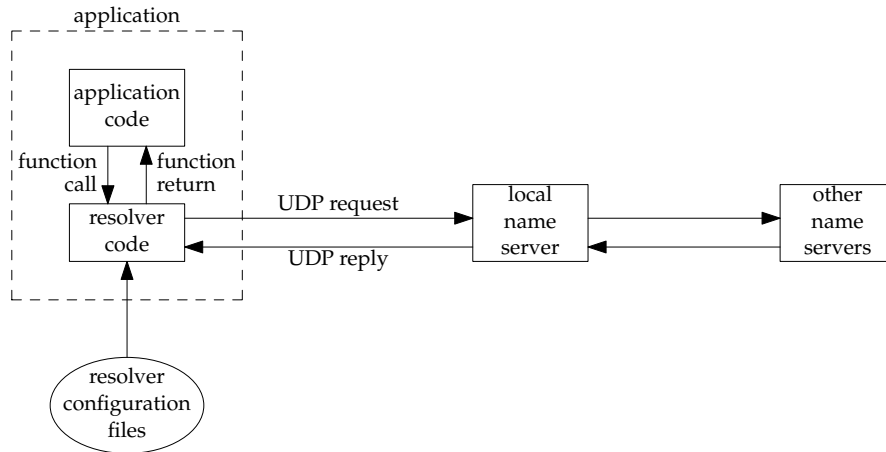 application
application
code
function
call
function
return
resolver
code
UDP request
UDP reply
local
name
server
other
name
servers
resolver
configuration
files